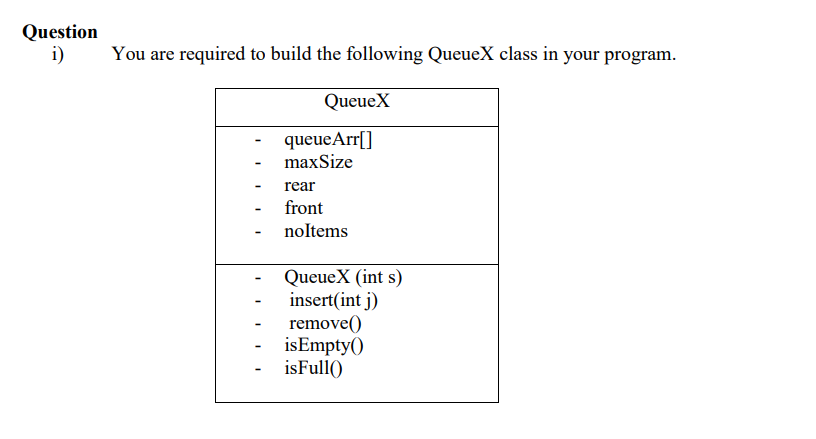 Question
i) You are required to build the following QueueX class in your program.
QueueX
- queueArr[]
- maxSize
- rear
- front
- noItems
- QueueX (int s)
- insert(int j)
- remove()
- isEmpty()
- isFull()